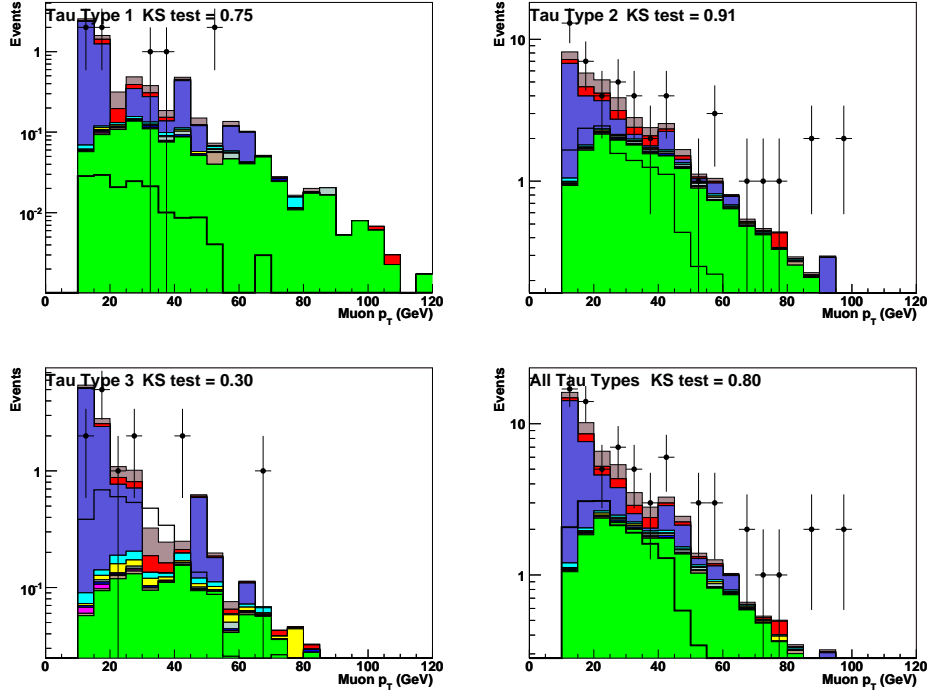 Tau Type 1 KS test = 0.75
Events
1
10⁻¹
10⁻²
0 20 40 60 80 100 120
Muon p_T (GeV)
Tau Type 2 KS test = 0.91
Events
10
1
0 20 40 60 80 100 120
Muon p_T (GeV)
Tau Type 3 KS test = 0.30
Events
1
10⁻¹
0 20 40 60 80 100 120
Muon p_T (GeV)
All Tau Types KS test = 0.80
Events
10
1
0 20 40 60 80 100 120
Muon p_T (GeV)